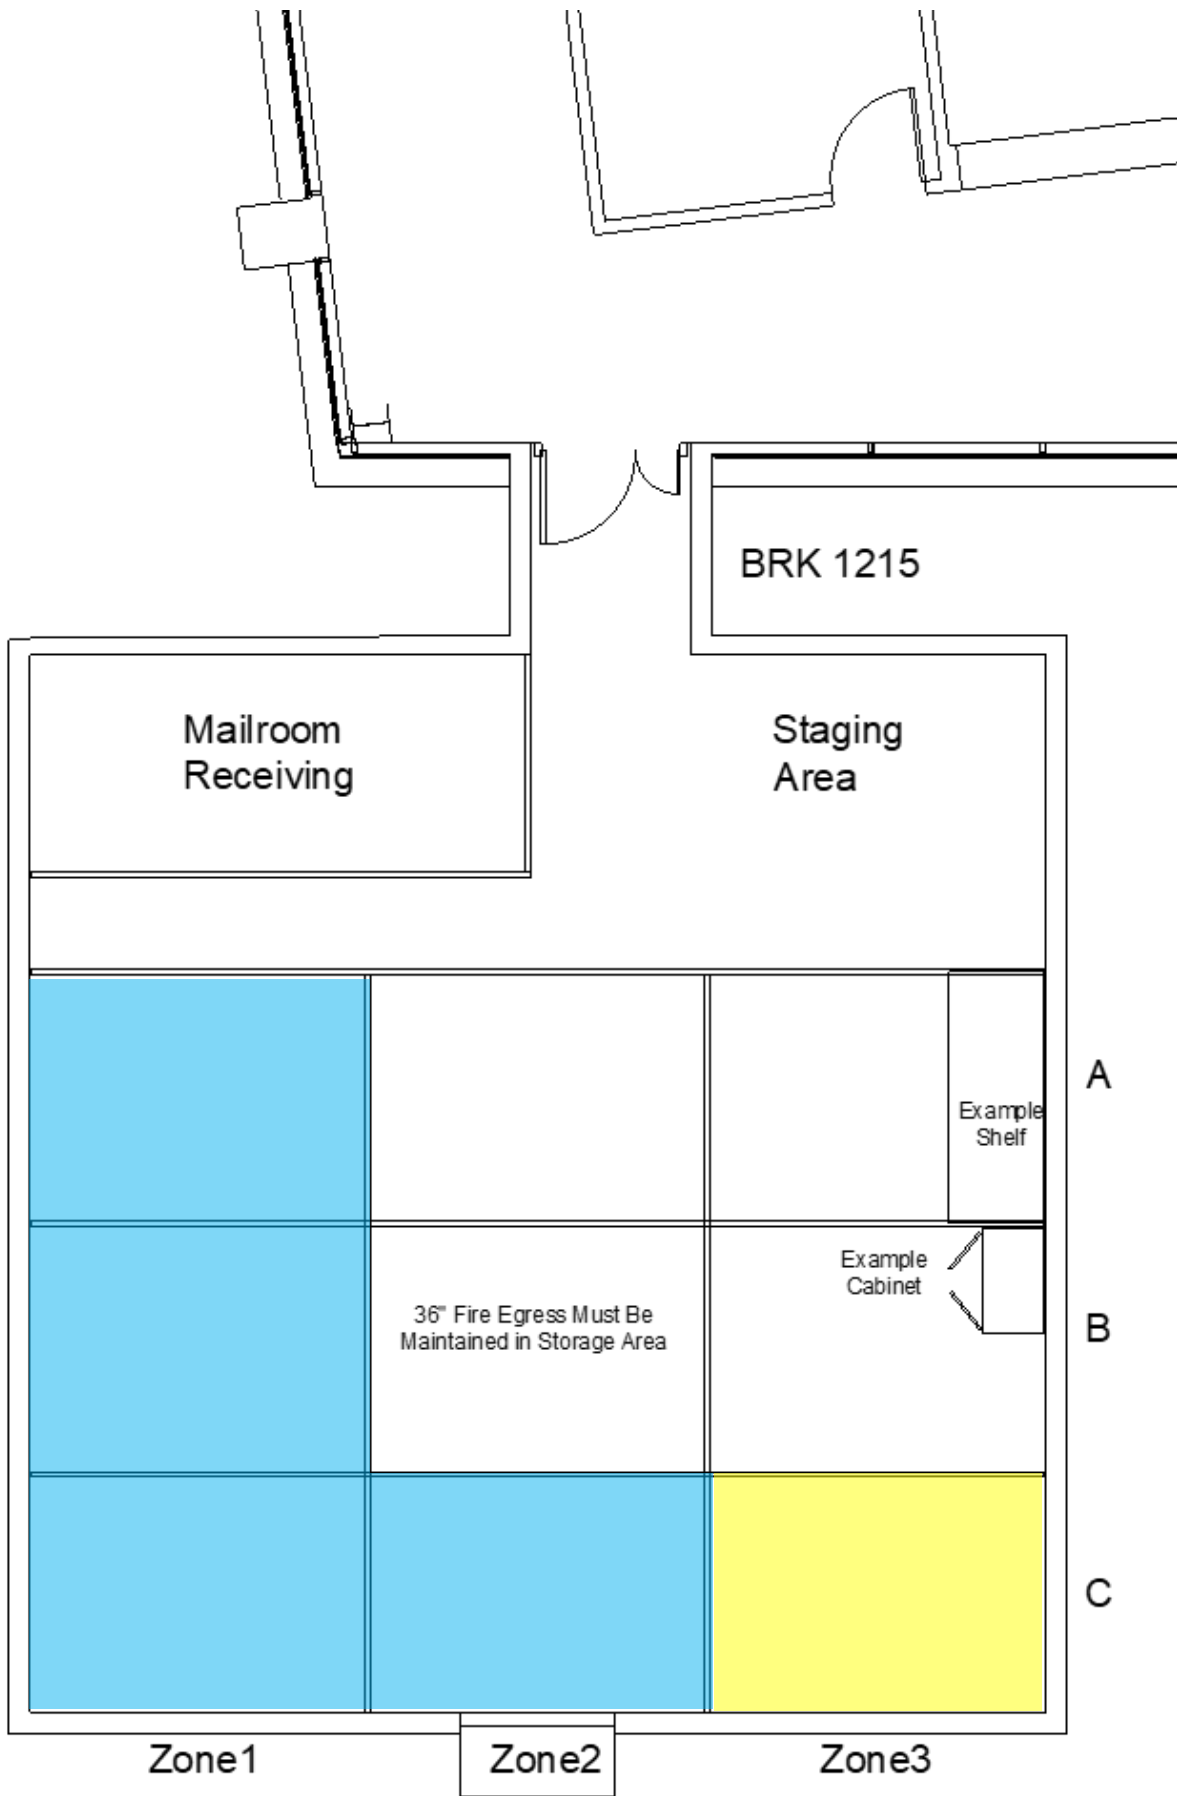 BRK 1215
Mailroom
Receiving
Staging
Area
A
Example
Shelf
Example
Cabinet
36" Fire Egress Must Be
Maintained in Storage Area
B
C
Zone1
Zone2
Zone3